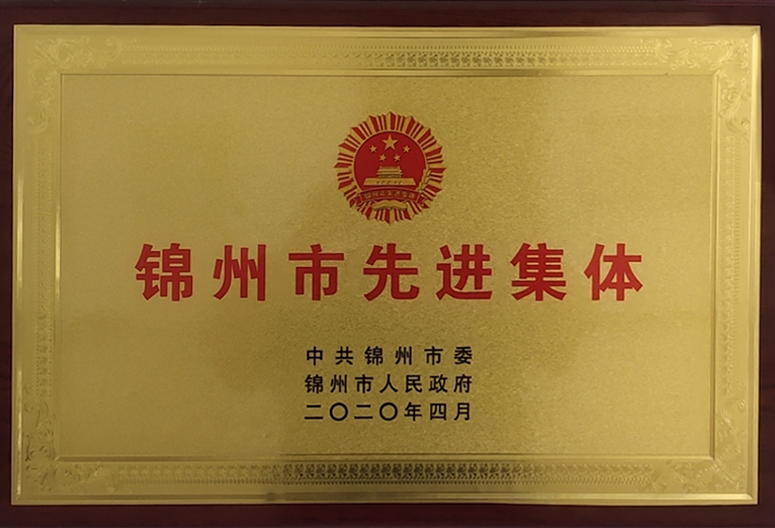 锦州市先进集体
中共锦州市委
锦州市人民政府
二〇二〇年四月